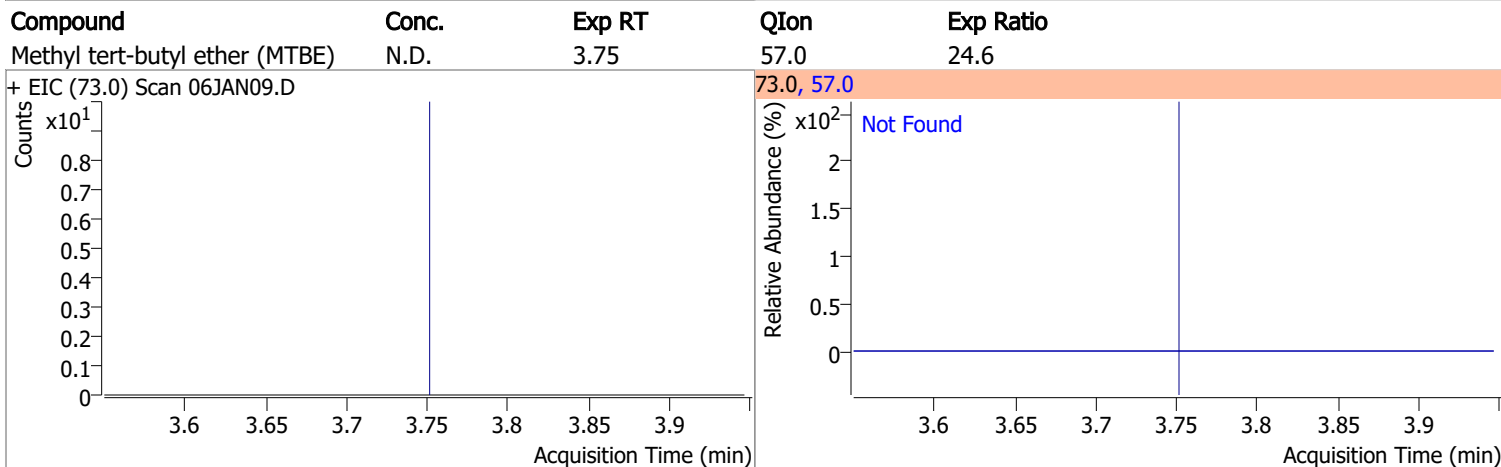 Compound Conc. Exp RT QIon Exp Ratio
Methyl tert-butyl ether (MTBE) N.D. 3.75 57.0 24.6
+ EIC (73.0) Scan 06JAN09.D
Counts
x10¹
0.8
0.7
0.6
0.5
0.4
0.3
0.2
0.1
0
3.6 3.65 3.7 3.75 3.8 3.85 3.9
Acquisition Time (min)
73.0, 57.0
Relative Abundance (%)
x10²
Not Found
2
1.5
1
0.5
0
3.6 3.65 3.7 3.75 3.8 3.85 3.9
Acquisition Time (min)